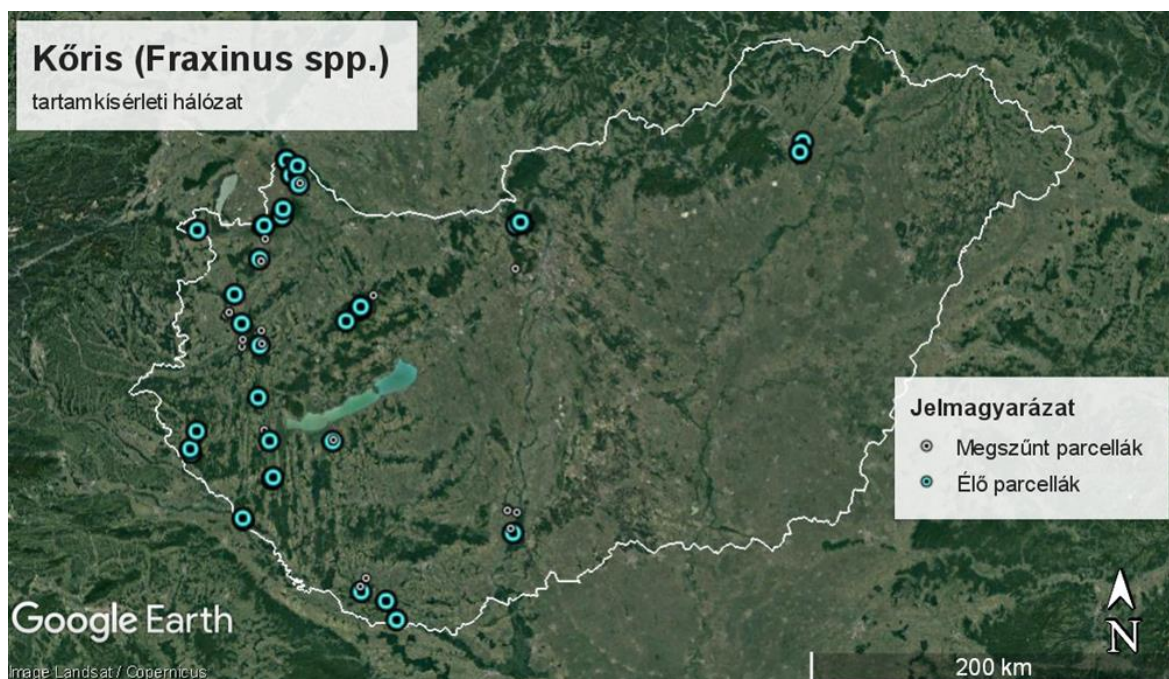 Kőris (Fraxinus spp.)
tartamkísérleti hálózat
Jelmagyarázat
Megszűnt parcellák
Élő parcellák
Google Earth
N
Image Landsat / Copernicus
200 km